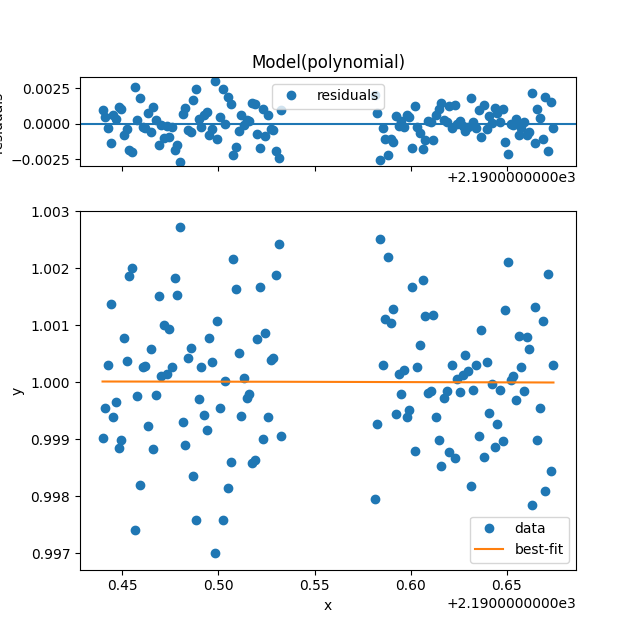 Model(polynomial)
0.0025
0.0000
−0.0025
residuals
+2.1900000000e3
1.003
1.002
1.001
1.000
0.999
0.998
0.997
y
data
best-fit
0.45
0.50
0.55
0.60
0.65
x
+2.1900000000e3